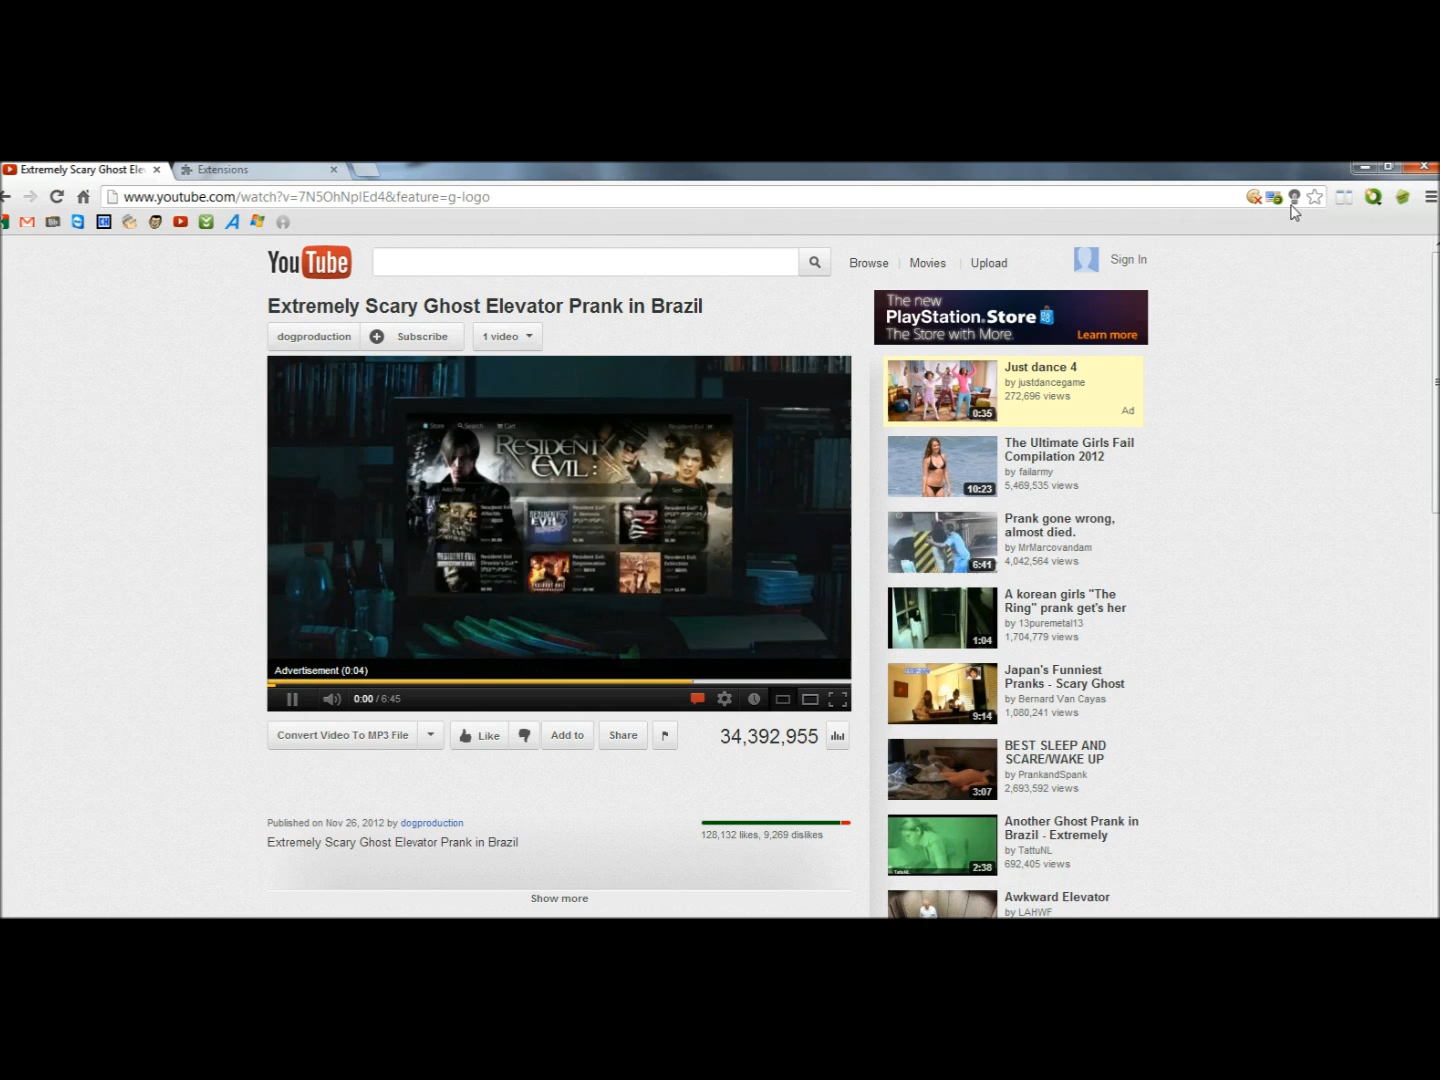 Extremely Scary Ghost Ele
Extensions
www.youtube.com/watch?v=7N5OhNplEd4&feature=g-logo
YouTube
Browse
Movies
Upload
Sign In
Extremely Scary Ghost Elevator Prank in Brazil
dogproduction
Subscribe
1 video
The new
PlayStation.Store
The Store with More.
Learn more
Store
Search
Cart
Resident Evil
RESIDENT
EVIL:
Advertisement (0:04)
0:00 / 6:45
Convert Video To MP3 File
Like
Add to
Share
34,392,955
Published on Nov 26, 2012 by dogproduction
128,132 likes, 9,269 dislikes
Extremely Scary Ghost Elevator Prank in Brazil
Show more
Just dance 4
by justdancegame
272,696 views
Ad
0:35
The Ultimate Girls Fail
Compilation 2012
by failarmy
5,469,535 views
10:23
Prank gone wrong,
almost died.
by MrMarcovandam
4,042,564 views
6:41
A korean girls "The
Ring" prank get's her
by 13puremetal13
1,704,779 views
1:04
Japan's Funniest
Pranks - Scary Ghost
by Bernard Van Cayas
1,080,241 views
9:14
BEST SLEEP AND
SCARE/WAKE UP
by PrankandSpank
2,693,592 views
3:07
Another Ghost Prank in
Brazil - Extremely
by TattuNL
692,405 views
2:38
Awkward Elevator
by LAHWF